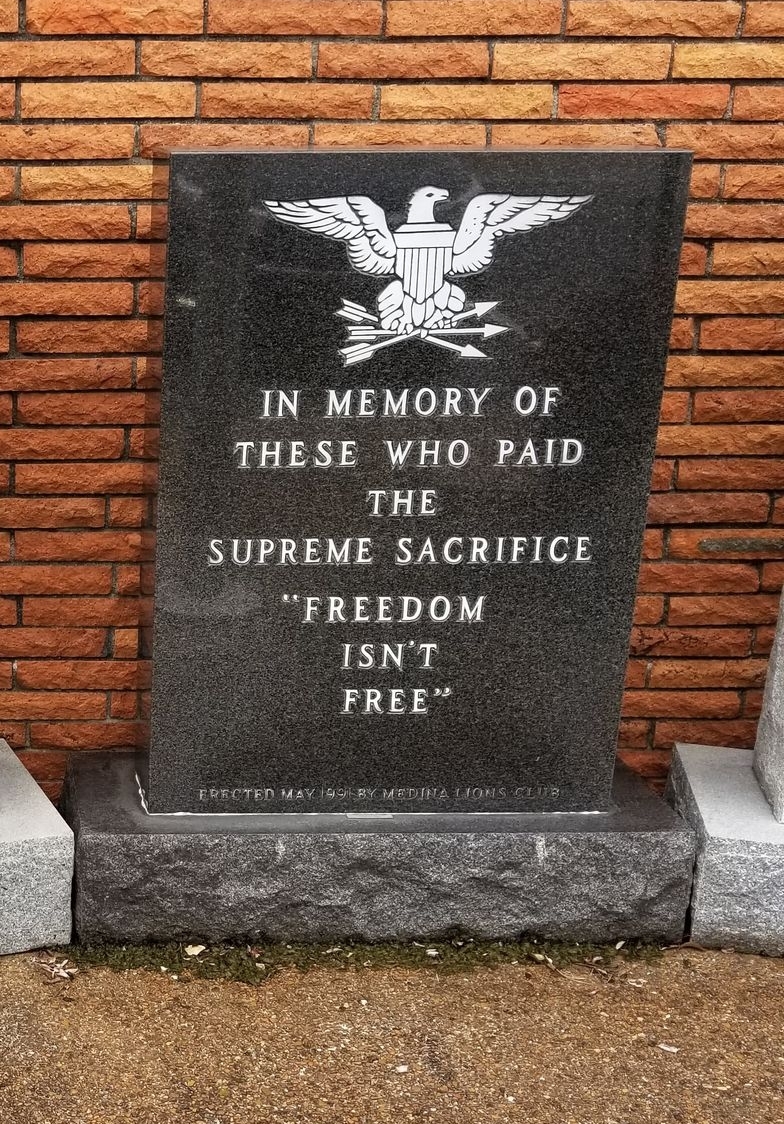 IN MEMORY OF
THESE WHO PAID
THE
SUPREME SACRIFICE
“FREEDOM
ISN'T
FREE”
ERECTED MAY 1991 BY MEDINA LIONS CLUB